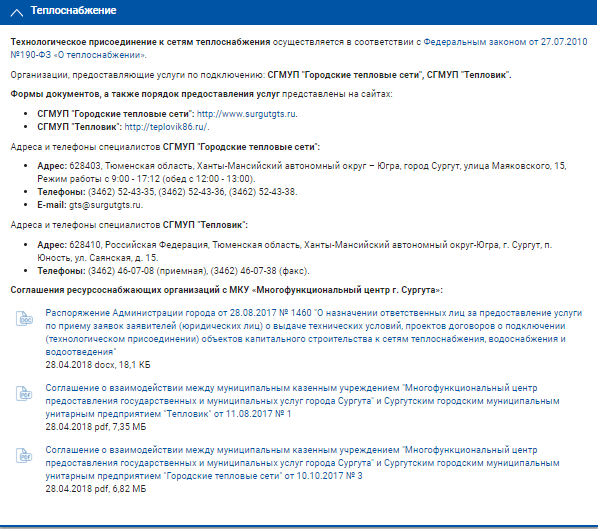 Теплоснабжение
Технологическое присоединение к сетям теплоснабжения осуществляется в соответствии с Федеральным законом от 27.07.2010
№190-ФЗ «О теплоснабжении».
Организации, предоставляющие услуги по подключению: СГМУП "Городские тепловые сети", СГМУП "Тепловик".
Формы документов, а также порядок предоставления услуг представлены на сайтах:
• СГМУП "Городские тепловые сети": http://www.surgutgts.ru.
• СГМУП "Тепловик": http://teplovik86.ru/.
Адреса и телефоны специалистов СГМУП "Городские тепловые сети":
• Адрес: 628403, Тюменская область, Ханты-Мансийский автономный округ – Югра, город Сургут, улица Маяковского, 15,
Режим работы с 9:00 - 17:12 (обед с 12:00 - 13:00).
• Телефоны: (3462) 52-43-35, (3462) 52-43-36, (3462) 52-43-38.
• E-mail: gts@surgutgts.ru.
Адреса и телефоны специалистов СГМУП "Тепловик":
• Адрес: 628410, Российская Федерация, Тюменская область, Ханты-Мансийский автономный округ-Югра, г. Сургут, п.
Юность, ул. Саянская, д. 15.
• Телефоны: (3462) 46-07-08 (приемная), (3462) 46-07-38 (факс).
Соглашения ресурсоснабжающих организаций с МКУ «Многофункциональный центр г. Сургута»:
DOC
Распоряжение Администрации города от 28.08.2017 № 1460 "О назначении ответственных лиц за предоставление услуги
по приему заявок заявителей (юридических лиц) о выдаче технических условий, проектов договоров о подключении
(технологическом присоединении) объектов капитального строительства к сетям теплоснабжения, водоснабжения и
водоотведения"
28.04.2018 docx, 18,1 КБ
PDF
Соглашение о взаимодействии между муниципальным казенным учреждением "Многофункциональный центр
предоставления государственных и муниципальных услуг города Сургута" и Сургутским городским муниципальным
унитарным предприятием "Тепловик" от 11.08.2017 № 1
28.04.2018 pdf, 7,35 МБ
PDF
Соглашение о взаимодействии между муниципальным казенным учреждением "Многофункциональный центр
предоставления государственных и муниципальных услуг города Сургута" и Сургутским городским муниципальным
унитарным предприятием "Городские тепловые сети" от 10.10.2017 № 3
28.04.2018 pdf, 6,82 МБ